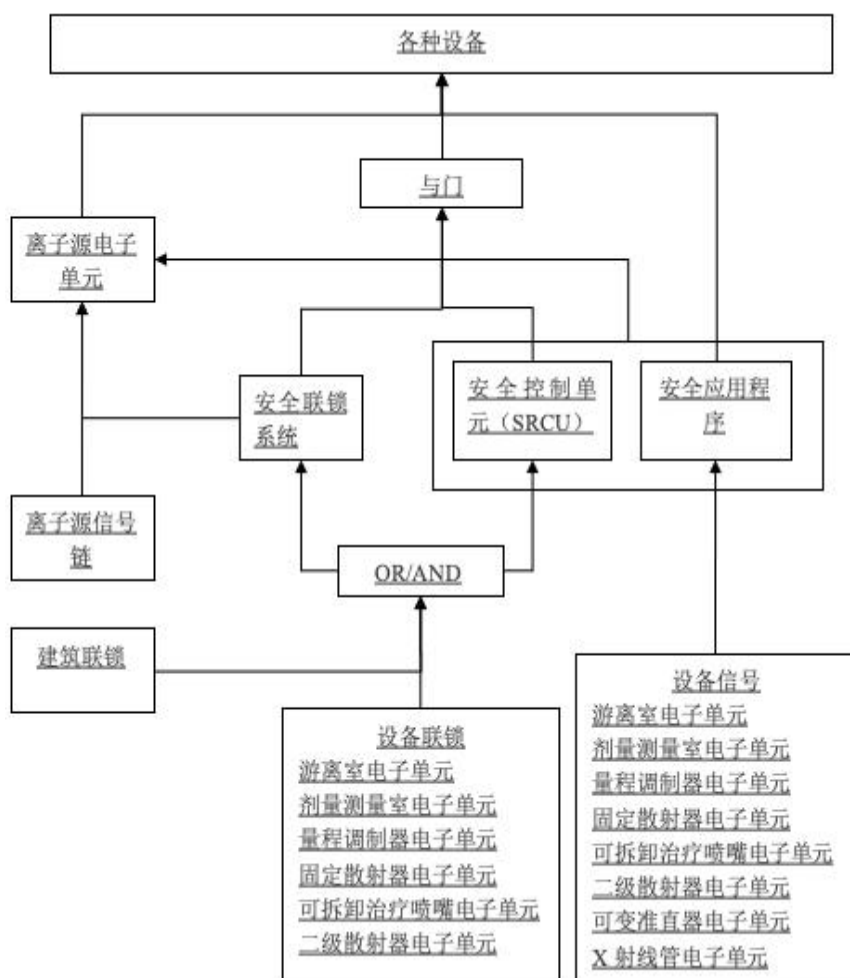 各种设备
与门
离子源电子
单元
安全联锁
系统
安全控制单
元（SRCU）
安全应用程
序
离子源信号
链
OR/AND
建筑联锁
设备联锁
游离室电子单元
剂量测量室电子单元
量程调制器电子单元
固定散射器电子单元
可拆卸治疗喷嘴电子单元
二级散射器电子单元
设备信号
游离室电子单元
剂量测量室电子单元
量程调制器电子单元
固定散射器电子单元
可拆卸治疗喷嘴电子单元
二级散射器电子单元
可变准直器电子单元
X 射线管电子单元